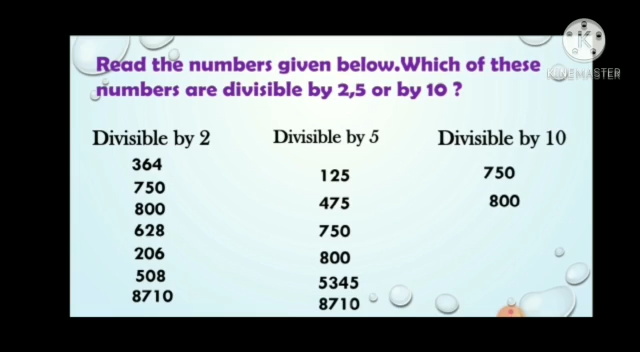 Read the numbers given below.Which of these
numbers are divisible by 2,5 or by 10 ?
KINEMASTER
Divisible by 2
364
750
800
628
206
508
8710
Divisible by 5
125
475
750
800
5345
8710
Divisible by 10
750
800